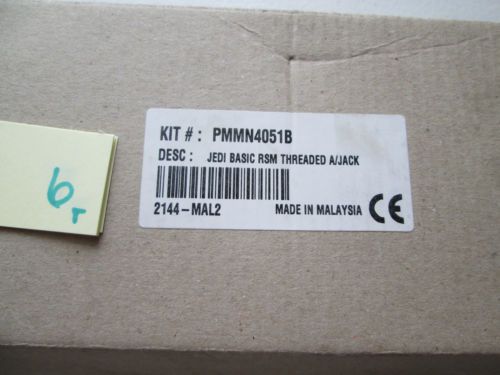 KIT # : PMMN4051B
DESC : JEDI BASIC RSM THREADED A/JACK
2144-MAL2 MADE IN MALAYSIA CE
6r